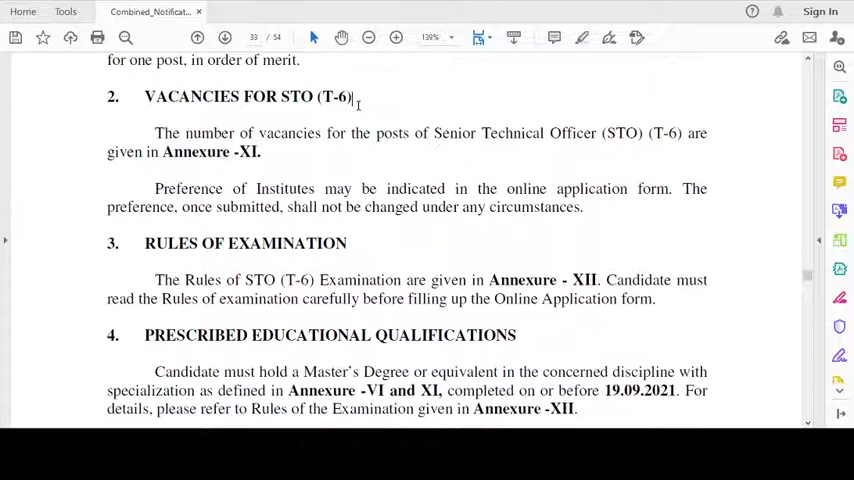 Home Tools Combined_Notificat... × Sign In
33 / 54 139%
for one post, in order of merit.
2. VACANCIES FOR STO (T-6)
The number of vacancies for the posts of Senior Technical Officer (STO) (T-6) are
given in Annexure -XI.
Preference of Institutes may be indicated in the online application form. The
preference, once submitted, shall not be changed under any circumstances.
3. RULES OF EXAMINATION
The Rules of STO (T-6) Examination are given in Annexure - XII. Candidate must
read the Rules of examination carefully before filling up the Online Application form.
4. PRESCRIBED EDUCATIONAL QUALIFICATIONS
Candidate must hold a Master's Degree or equivalent in the concerned discipline with
specialization as defined in Annexure -VI and XI, completed on or before 19.09.2021. For
details, please refer to Rules of the Examination given in Annexure -XII.